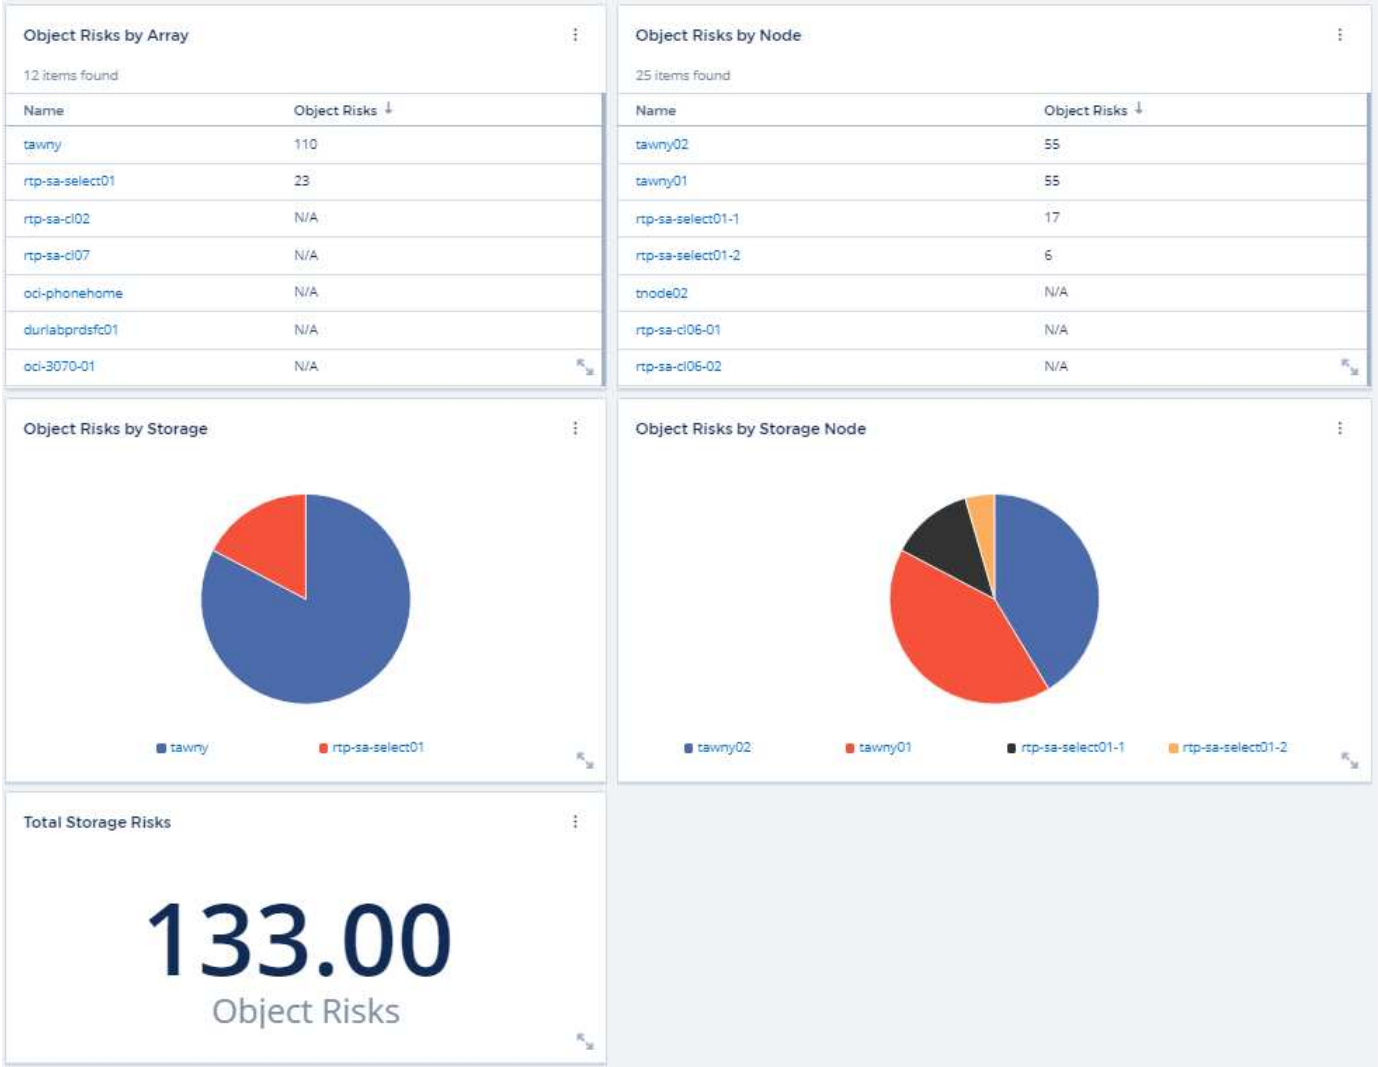 Object Risks by Array
12 items found
Name Object Risks ↓
tawny 110
rtp-sa-select01 23
rtp-sa-cl02 N/A
rtp-sa-cl07 N/A
oci-phonehome N/A
durlabprdsfc01 N/A
oci-3070-01 N/A
Object Risks by Node
25 items found
Name Object Risks ↓
tawny02 55
tawny01 55
rtp-sa-select01-1 17
rtp-sa-select01-2 6
tnode02 N/A
rtp-sa-cl06-01 N/A
rtp-sa-cl06-02 N/A
Object Risks by Storage
tawny rtp-sa-select01
Object Risks by Storage Node
tawny02 tawny01 rtp-sa-select01-1 rtp-sa-select01-2
Total Storage Risks
133.00
Object Risks